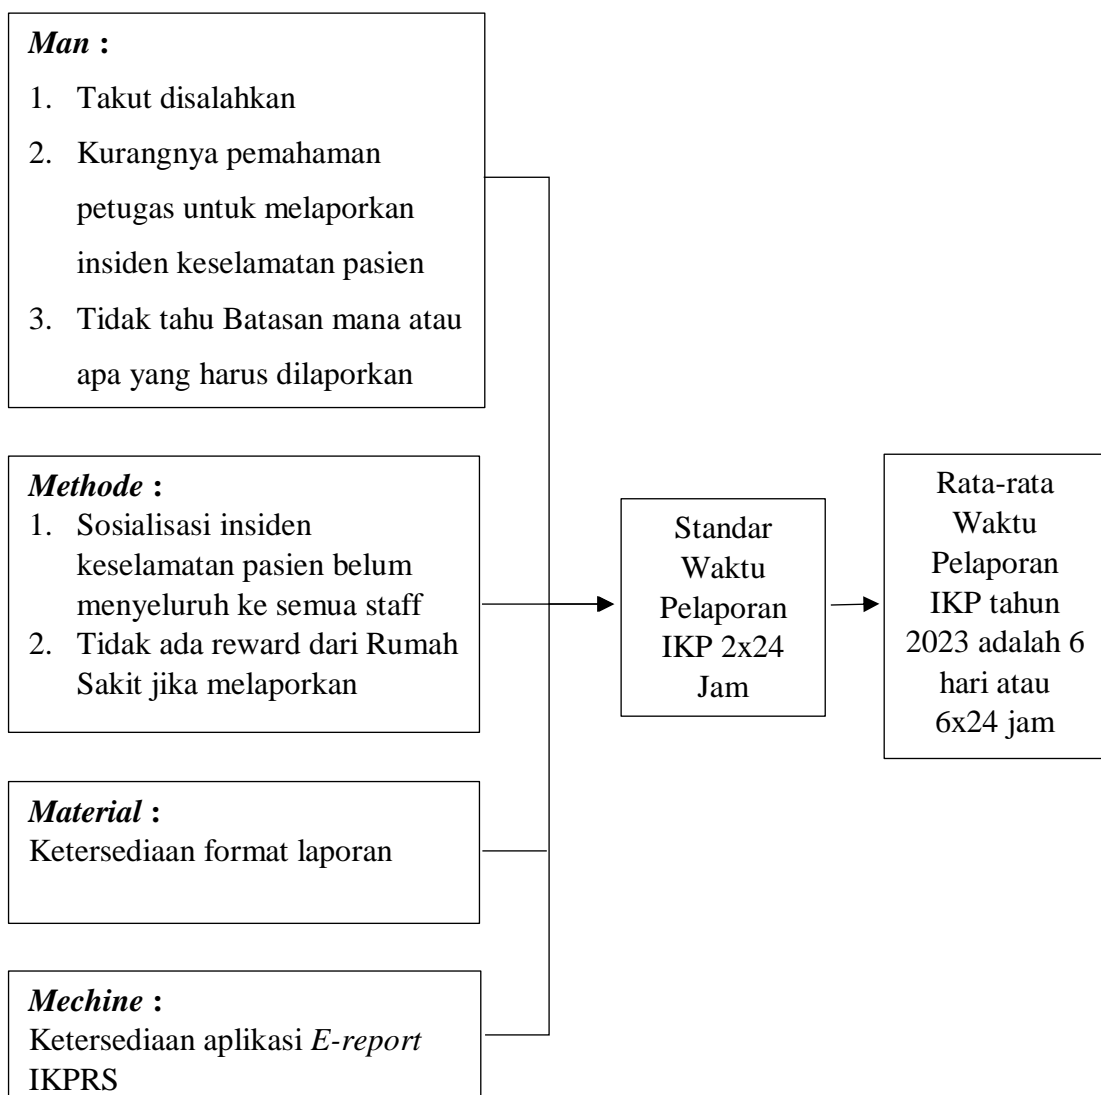 Man :
1. Takut disalahkan
2. Kurangnya pemahaman
petugas untuk melaporkan
insiden keselamatan pasien
3. Tidak tahu Batasan mana atau
apa yang harus dilaporkan
Methode :
1. Sosialisasi insiden
keselamatan pasien belum
menyeluruh ke semua staff
2. Tidak ada reward dari Rumah
Sakit jika melaporkan
Material :
Ketersediaan format laporan
Mechine :
Ketersediaan aplikasi E-report
IKPRS
Standar
Waktu
Pelaporan
IKP 2x24
Jam
Rata-rata
Waktu
Pelaporan
IKP tahun
2023 adalah 6
hari atau
6x24 jam